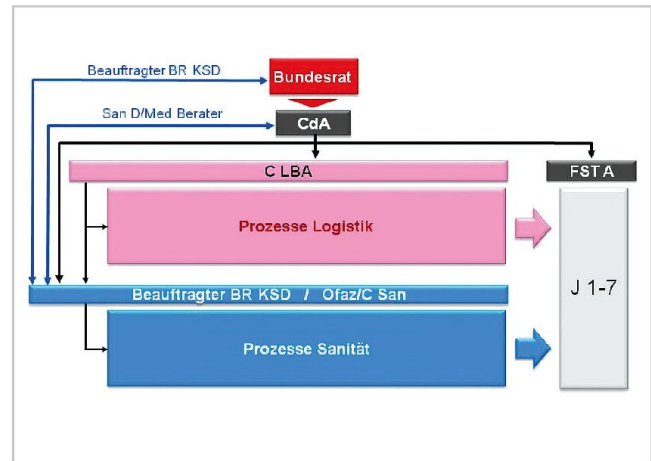 Beauftragter BR KSD
Bundesrat
San D/Med Berater
CdA
C LBA
FST A
Prozesse Logistik
J 1-7
Beauftragter BR KSD / Ofaz/C San
Prozesse Sanität